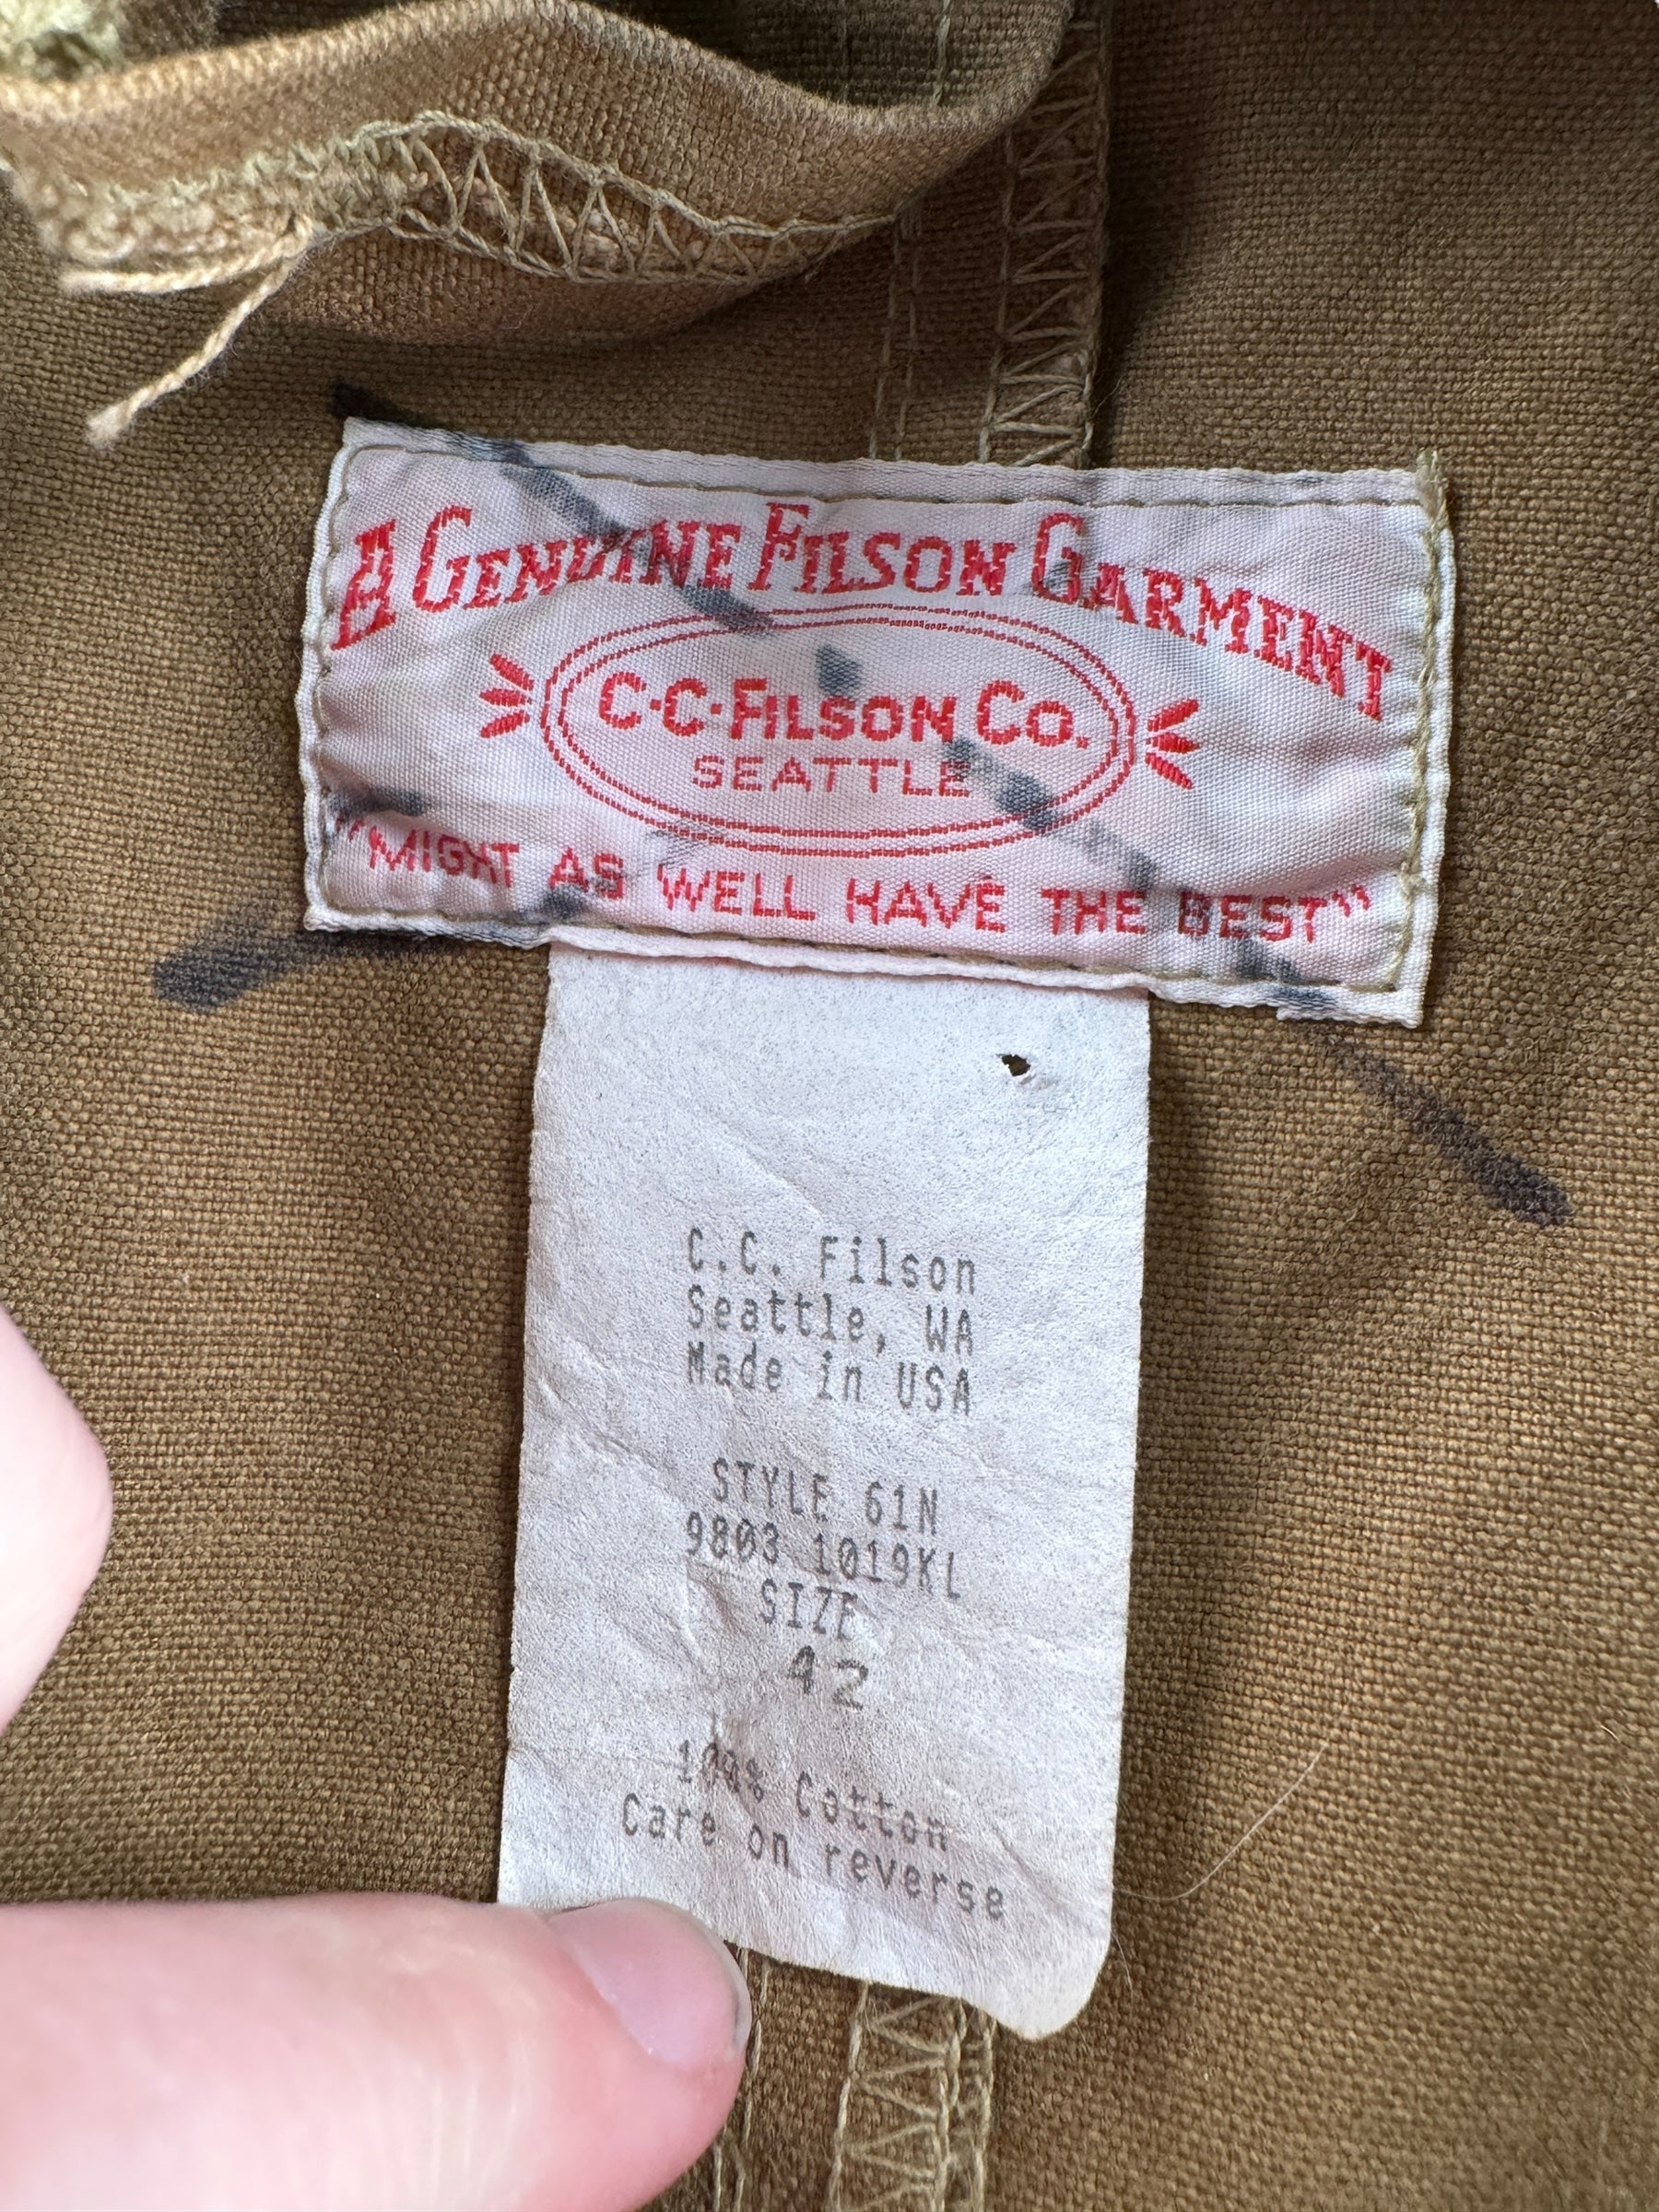 A GENUINE FILSON GARMENT
C·C·FILSON CO.
SEATTLE
"MIGHT AS WELL HAVE THE BEST"
C.C. Filson
Seattle, WA
Made in USA
STYLE 61N
9803 1019KL
SIZE
42
100% Cotton
Care on reverse